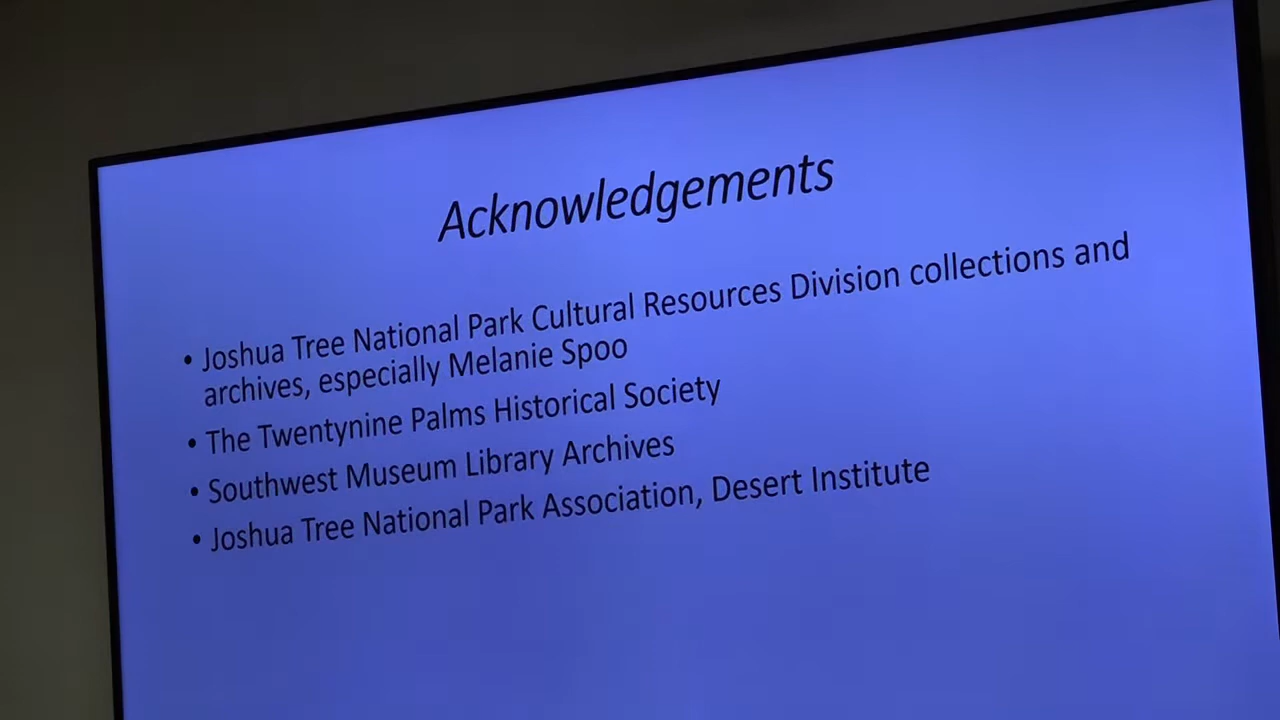 Acknowledgements
• Joshua Tree National Park Cultural Resources Division collections and
archives, especially Melanie Spoo
• The Twentynine Palms Historical Society
• Southwest Museum Library Archives
• Joshua Tree National Park Association, Desert Institute